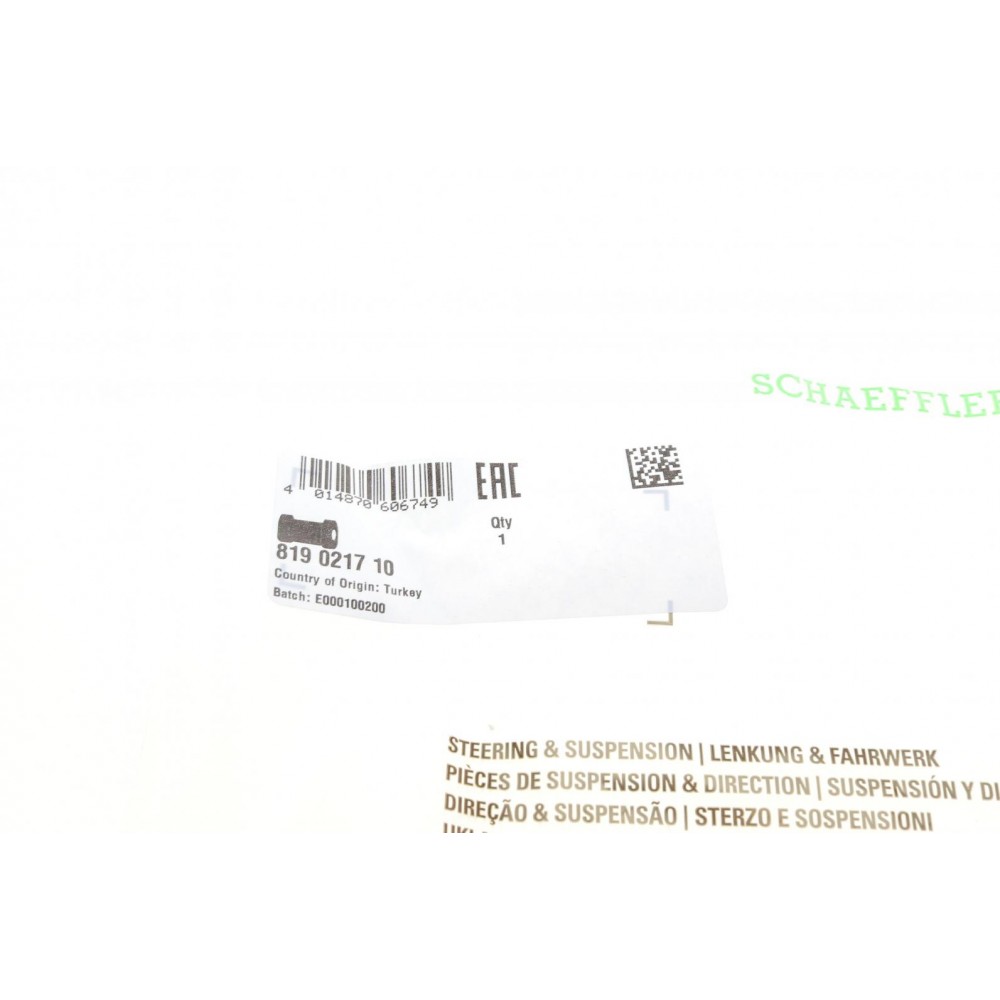 SCHAEFFLER
4 014870 606749
EAC
Qty
1
819 0217 10
Country of Origin: Turkey
Batch: E000100200
STEERING & SUSPENSION | LENKUNG & FAHRWERK
PIÈCES DE SUSPENSION & DIRECTION | SUSPENSIÓN Y DI
DIREÇÃO & SUSPENSÃO | STERZO E SOSPENSIONI